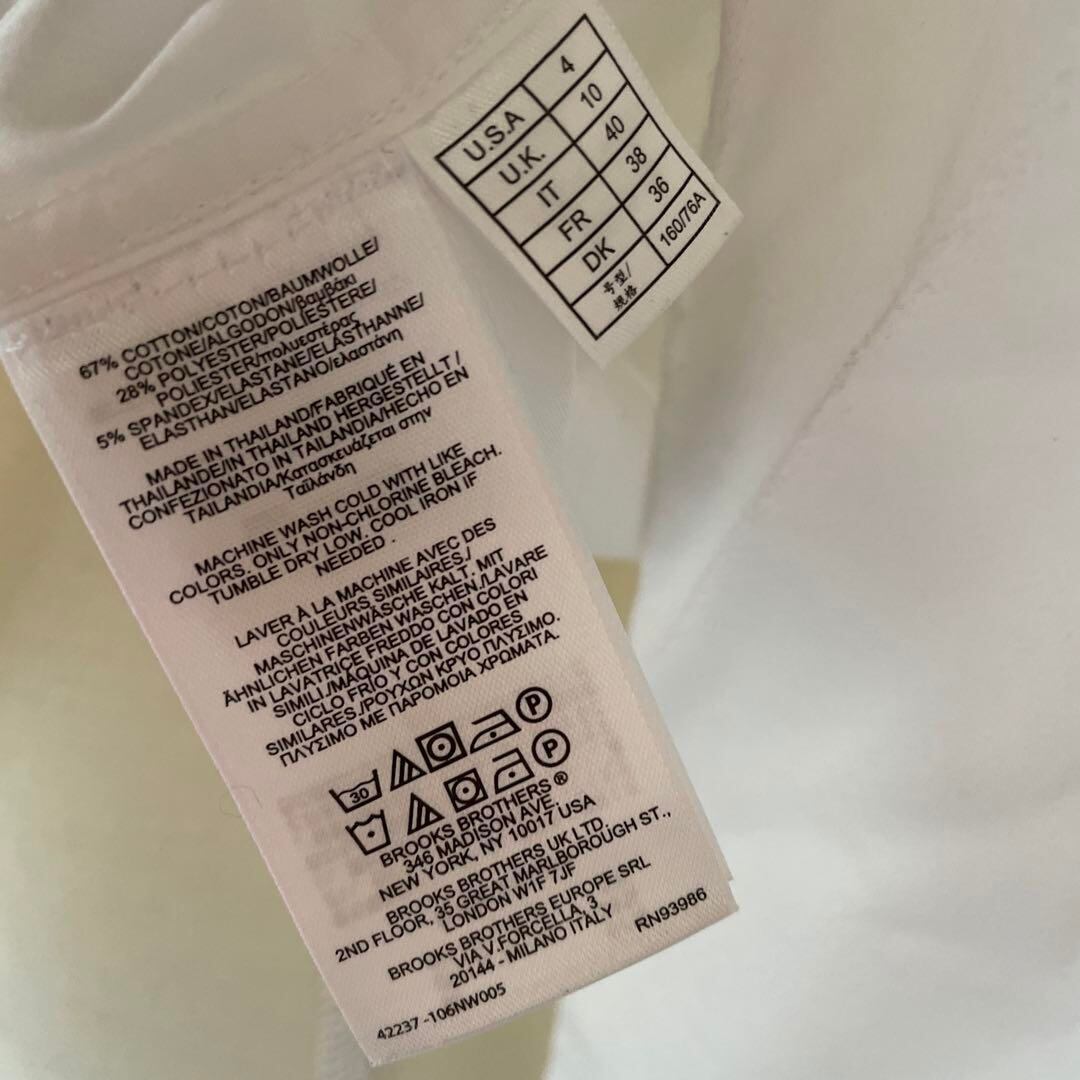 U.S.A 4
U.K. 10
IT 40
FR 38
DK 36
号型/
規格 160/76A
67% COTTON/COTON/BAUMWOLLE/
COTONE/ALGODON/βαμβάκι
28% POLYESTER/POLIESTERE/
POLIESTER/πολυεστέρας
5% SPANDEX/ELASTANE/ELASTHANNE/
ELASTHAN/ELASTANO/ελαστάνη
MADE IN THAILAND/FABRIQUÉ EN
THAILANDE/IN THAILAND HERGESTELLT /
CONFEZIONATO IN TAILANDIA/HECHO EN
TAILANDIA/Κατασκευάζεται στην
Ταϊλάνδη
MACHINE WASH COLD WITH LIKE
COLORS. ONLY NON-CHLORINE BLEACH.
TUMBLE DRY LOW. COOL IRON IF
NEEDED .
LAVER À LA MACHINE AVEC DES
COULEURS SIMILAIRES./
MASCHINENWÄSCHE KALT, MIT
ÄHNLICHEN FARBEN WASCHEN./LAVARE
IN LAVATRICE FREDDO CON COLORI
SIMILI./MÁQUINA DE LAVADO EN
CICLO FRÍO Y CON COLORES
SIMILARES./ΡΟΥΧΩΝ ΚΡΥΟ ΠΛΥΣΙΜΟ.
ΠΛΥΣΙΜΟ ΜΕ ΠΑΡΟΜΟΙΑ ΧΡΩΜΑΤΑ.
30 P
P
BROOKS BROTHERS ®
346 MADISON AVE.
NEW YORK, NY 10017 USA
BROOKS BROTHERS UK LTD.
2ND FLOOR, 35 GREAT MARLBOROUGH ST.,
LONDON W1F 7JF
BROOKS BROTHERS EUROPE SRL
VIA V.FORCELLA, 3
20144 - MILANO ITALY
RN93986
42237 -106NW005